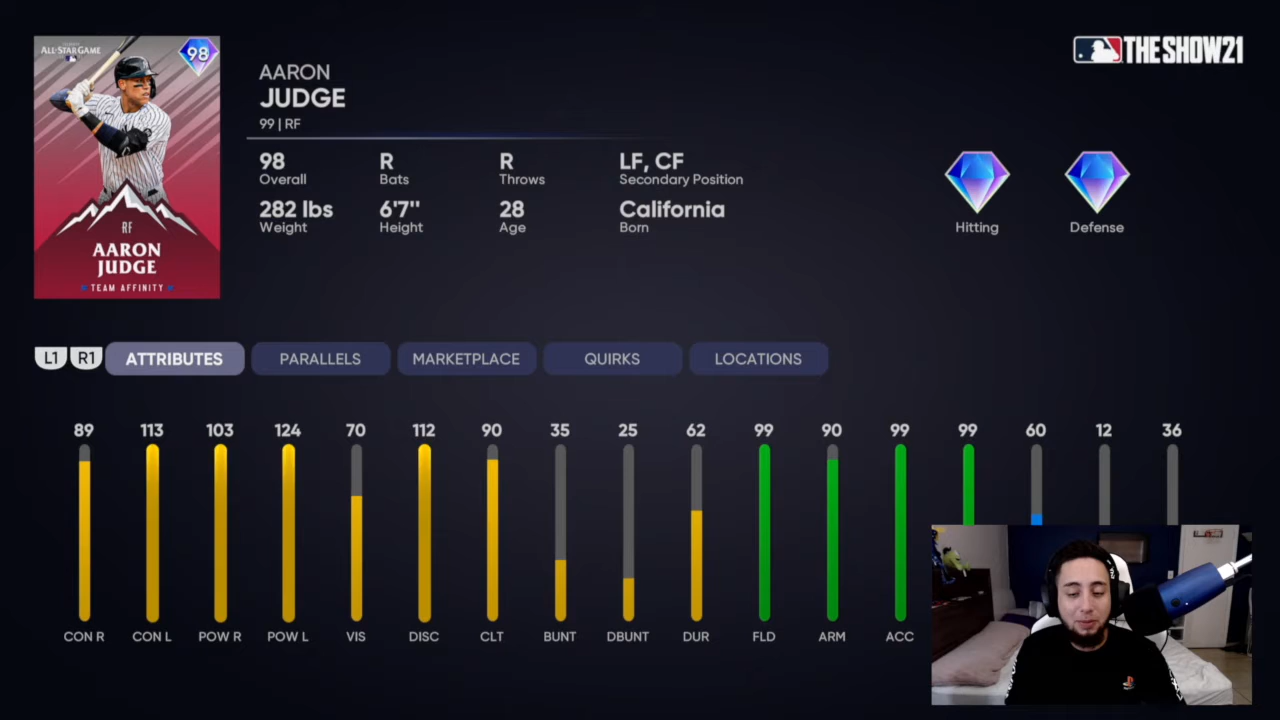 ALL-STAR GAME
98
RF
AARON
JUDGE
TEAM AFFINITY
AARON
JUDGE
99 | RF
98
Overall
R
Bats
R
Throws
LF, CF
Secondary Position
282 lbs
Weight
6'7"
Height
28
Age
California
Born
THE SHOW21
Hitting
Defense
L1 R1 ATTRIBUTES PARALLELS MARKETPLACE QUIRKS LOCATIONS
89 113 103 124 70 112 90 35 25 62 99 90 99 99 60 12 36
CON R CON L POW R POW L VIS DISC CLT BUNT DBUNT DUR FLD ARM ACC